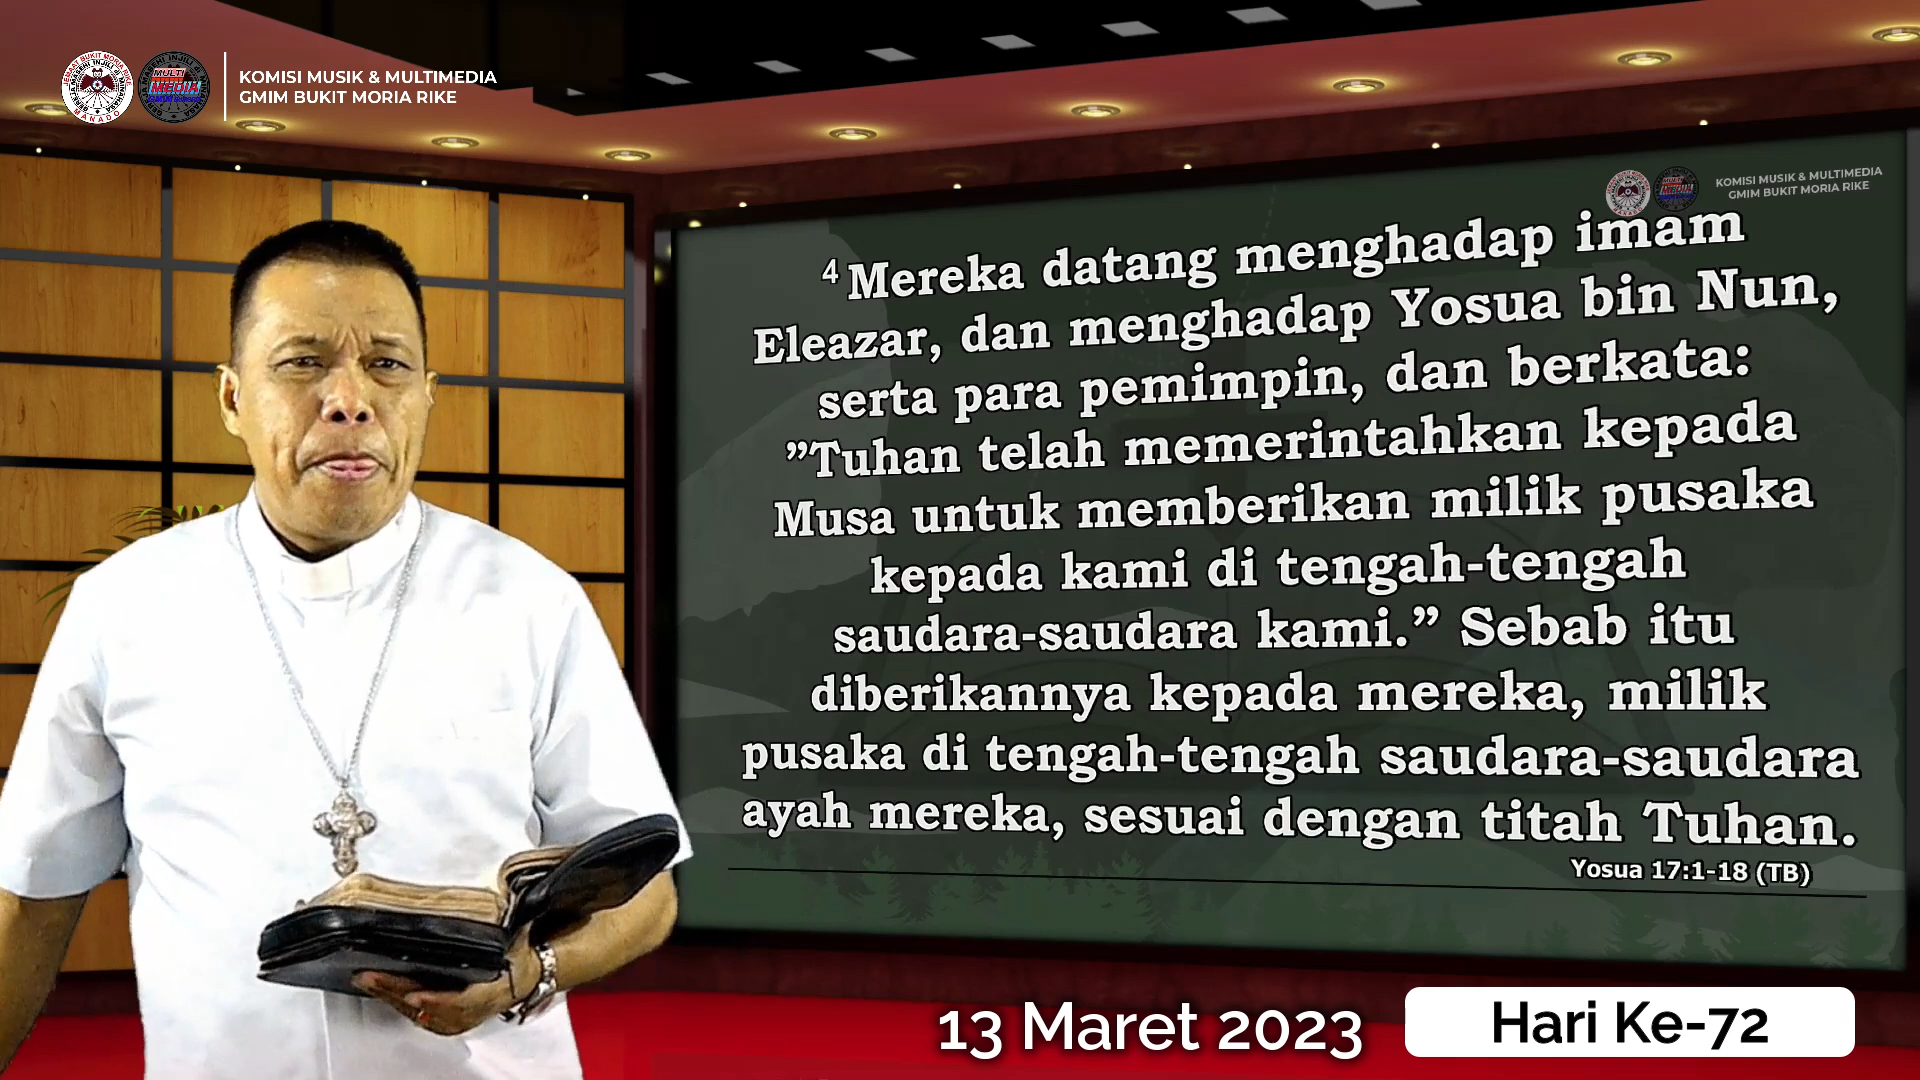 KOMISI MUSIK & MULTIMEDIA
GMIM BUKIT MORIA RIKE
MULTI
MEDIA
MANADO
KOMISI MUSIK & MULTIMEDIA
GMIM BUKIT MORIA RIKE
4 Mereka datang menghadap imam
Eleazar, dan menghadap Yosua bin Nun,
serta para pemimpin, dan berkata:
”Tuhan telah memerintahkan kepada
Musa untuk memberikan milik pusaka
kepada kami di tengah-tengah
saudara-saudara kami.” Sebab itu
diberikannya kepada mereka, milik
pusaka di tengah-tengah saudara-saudara
ayah mereka, sesuai dengan titah Tuhan.
Yosua 17:1-18 (TB)
13 Maret 2023
Hari Ke-72